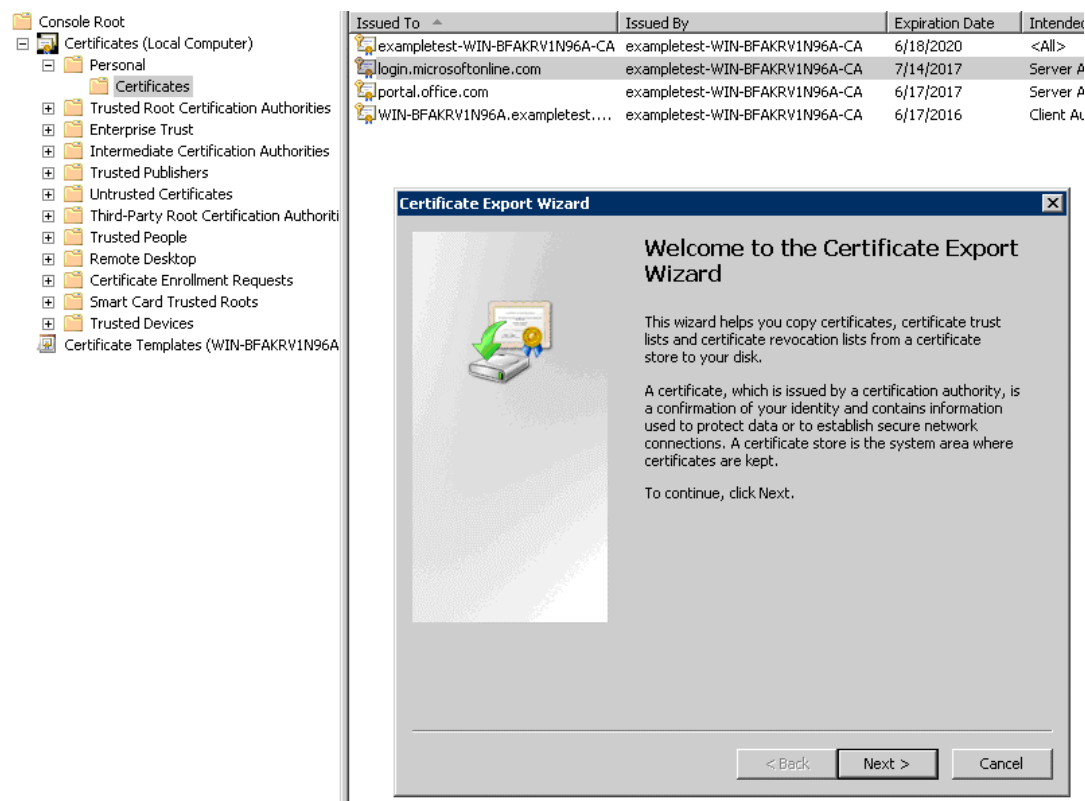 Console Root
Certificates (Local Computer)
Personal
Certificates
Trusted Root Certification Authorities
Enterprise Trust
Intermediate Certification Authorities
Trusted Publishers
Untrusted Certificates
Third-Party Root Certification Authoriti
Trusted People
Remote Desktop
Certificate Enrollment Requests
Smart Card Trusted Roots
Trusted Devices
Certificate Templates (WIN-BFAKRV1N96A
Issued To Issued By Expiration Date Intended
exampletest-WIN-BFAKRV1N96A-CA exampletest-WIN-BFAKRV1N96A-CA 6/18/2020 <All>
login.microsoftonline.com exampletest-WIN-BFAKRV1N96A-CA 7/14/2017 Server A
portal.office.com exampletest-WIN-BFAKRV1N96A-CA 6/17/2017 Server A
WIN-BFAKRV1N96A.exampletest.... exampletest-WIN-BFAKRV1N96A-CA 6/17/2016 Client Au
Certificate Export Wizard
Welcome to the Certificate Export
Wizard
This wizard helps you copy certificates, certificate trust
lists and certificate revocation lists from a certificate
store to your disk.
A certificate, which is issued by a certification authority, is
a confirmation of your identity and contains information
used to protect data or to establish secure network
connections. A certificate store is the system area where
certificates are kept.
To continue, click Next.
< Back Next > Cancel